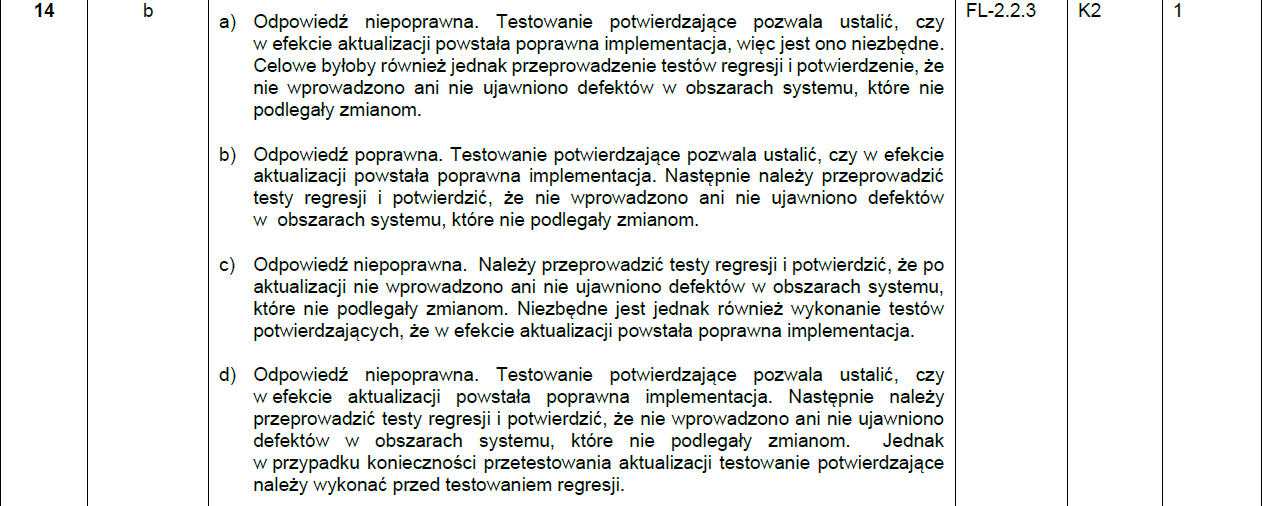 14
b
a) Odpowiedź niepoprawna. Testowanie potwierdzające pozwala ustalić, czy
w efekcie aktualizacji powstała poprawna implementacja, więc jest ono niezbędne.
Celowe byłoby również jednak przeprowadzenie testów regresji i potwierdzenie, że
nie wprowadzono ani nie ujawniono defektów w obszarach systemu, które nie
podlegały zmianom.
b) Odpowiedź poprawna. Testowanie potwierdzające pozwala ustalić, czy w efekcie
aktualizacji powstała poprawna implementacja. Następnie należy przeprowadzić
testy regresji i potwierdzić, że nie wprowadzono ani nie ujawniono defektów
w obszarach systemu, które nie podlegały zmianom.
c) Odpowiedź niepoprawna. Należy przeprowadzić testy regresji i potwierdzić, że po
aktualizacji nie wprowadzono ani nie ujawniono defektów w obszarach systemu,
które nie podlegały zmianom. Niezbędne jest jednak również wykonanie testów
potwierdzających, że w efekcie aktualizacji powstała poprawna implementacja.
d) Odpowiedź niepoprawna. Testowanie potwierdzające pozwala ustalić, czy
w efekcie aktualizacji powstała poprawna implementacja. Następnie należy
przeprowadzić testy regresji i potwierdzić, że nie wprowadzono ani nie ujawniono
defektów w obszarach systemu, które nie podlegały zmianom. Jednak
w przypadku konieczności przetestowania aktualizacji testowanie potwierdzające
należy wykonać przed testowaniem regresji.
FL-2.2.3
K2
1